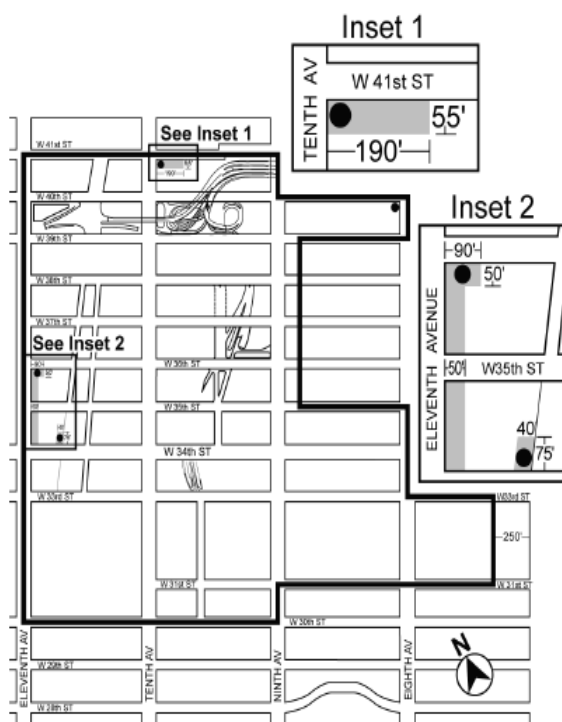 Inset 1
TENTH AV
W 41st ST
55'
190'
See Inset 1
W 41st ST
55'
190'
W 40th ST
W 39th ST
W 38th ST
W 37th ST
See Inset 2
W 36th ST
W 35th ST
W 34th ST
W 33rd ST
W33rd ST
250'
W 31st ST
W 31st ST
W 30th ST
W 29th ST
W 28th ST
ELEVENTH AV
TENTH AV
NINTH AV
EIGHTH AV
N
Inset 2
90'
50'
ELEVENTH AVENUE
50'
W35th ST
40
75'